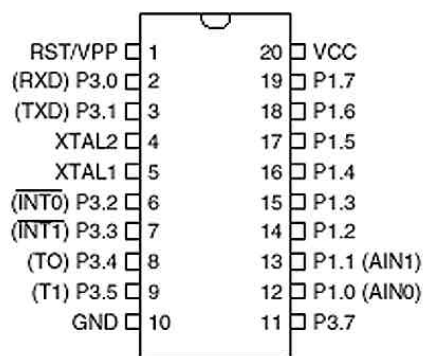 RST/VPP 1 20 VCC
(RXD) P3.0 2 19 P1.7
(TXD) P3.1 3 18 P1.6
XTAL2 4 17 P1.5
XTAL1 5 16 P1.4
(INT0) P3.2 6 15 P1.3
(INT1) P3.3 7 14 P1.2
(TO) P3.4 8 13 P1.1 (AIN1)
(T1) P3.5 9 12 P1.0 (AIN0)
GND 10 11 P3.7